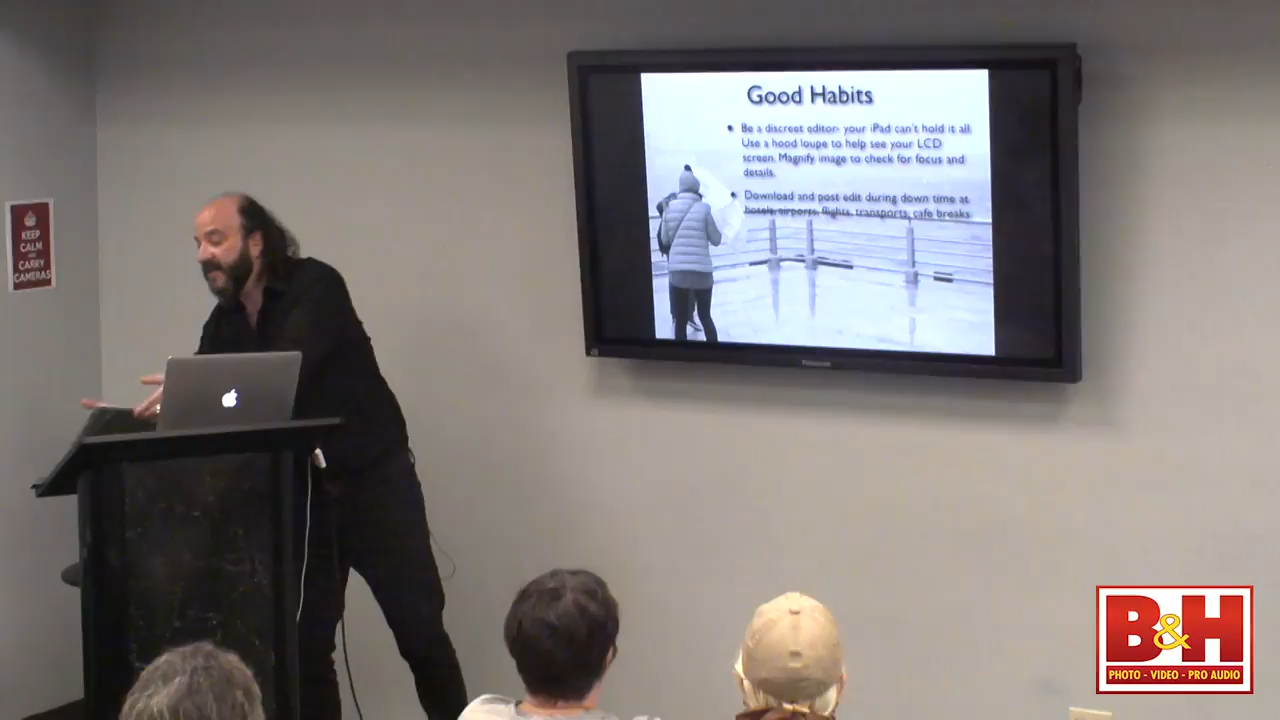 Good Habits
• Be a discreet editor- your iPad can't hold it all.
Use a hood loupe to help see your LCD
screen. Magnify image to check for focus and
details.
• Download and post edit during down time at
hotels, airports, flights, transports, cafe breaks
KEEP
CALM
AND
CARRY
CAMERAS
Panasonic
B&H
PHOTO - VIDEO - PRO AUDIO